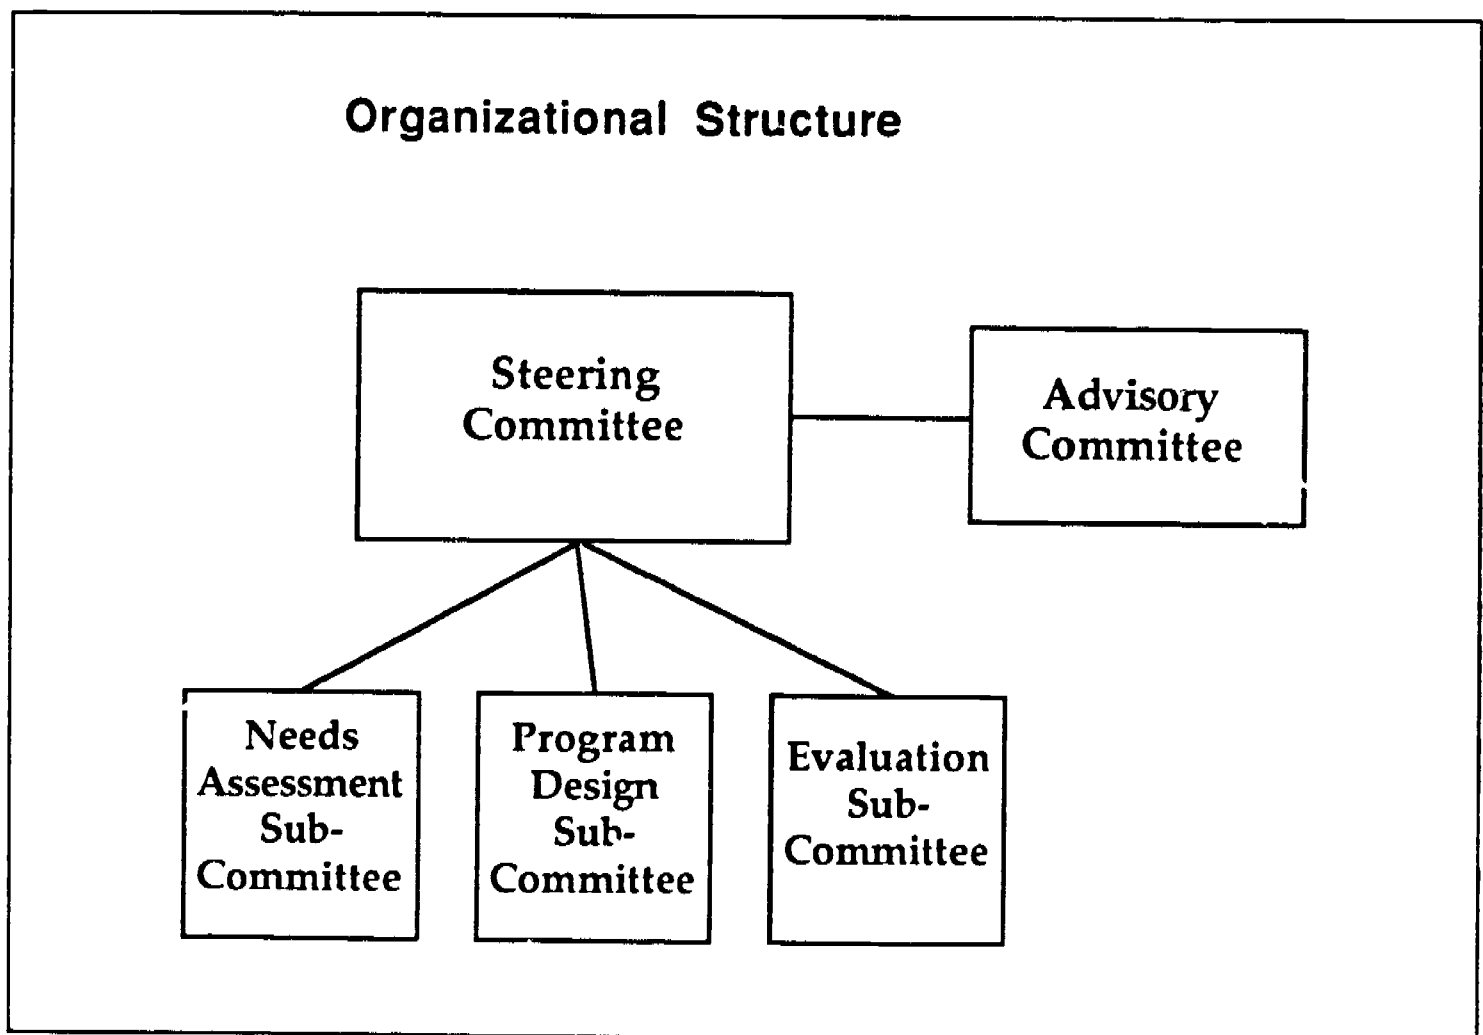 Organizational Structure
Steering
Committee
Advisory
Committee
Needs
Assessment
Sub-
Committee
Program
Design
Sub-
Committee
Evaluation
Sub-
Committee